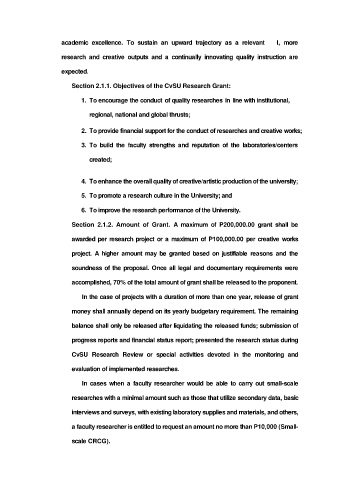 academic excellence. To sustain an upward trajectory as a relevant I, more
research and creative outputs and a continually innovating quality instruction are
expected.
Section 2.1.1. Objectives of the CvSU Research Grant:
1. To encourage the conduct of quality researches in line with institutional,
regional, national and global thrusts;
2. To provide financial support for the conduct of researches and creative works;
3. To build the faculty strengths and reputation of the laboratories/centers
created;
4. To enhance the overall quality of creative/artistic production of the university;
5. To promote a research culture in the University; and
6. To improve the research performance of the University.
Section 2.1.2. Amount of Grant. A maximum of P200,000.00 grant shall be
awarded per research project or a maximum of P100,000.00 per creative works
project. A higher amount may be granted based on justifiable reasons and the
soundness of the proposal. Once all legal and documentary requirements were
accomplished, 70% of the total amount of grant shall be released to the proponent.
In the case of projects with a duration of more than one year, release of grant
money shall annually depend on its yearly budgetary requirement. The remaining
balance shall only be released after liquidating the released funds; submission of
progress reports and financial status report; presented the research status during
CvSU Research Review or special activities devoted in the monitoring and
evaluation of implemented researches.
In cases when a faculty researcher would be able to carry out small-scale
researches with a minimal amount such as those that utilize secondary data, basic
interviews and surveys, with existing laboratory supplies and materials, and others,
a faculty researcher is entitled to request an amount no more than P10,000 (Small-
scale CRCG).